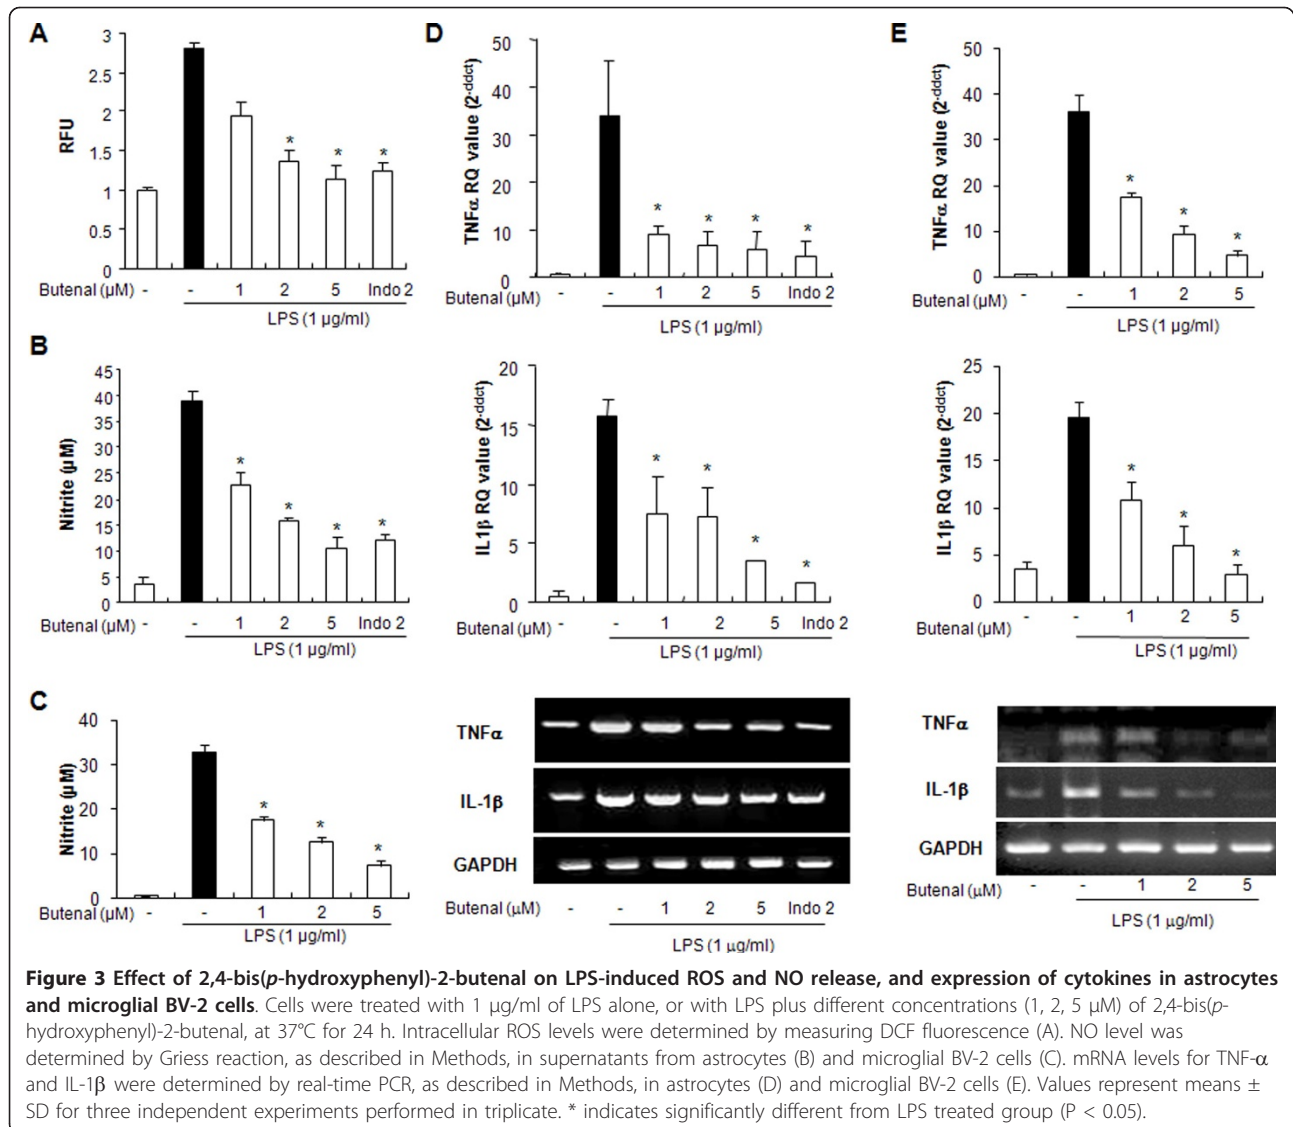 A
3
2.5
2
1.5
1
0.5
0
RFU
Butenal (µM) - - 1 2 5 Indo 2
LPS (1 µg/ml)
* * *
B
45
40
35
30
25
20
15
10
5
0
Nitrite (µM)
* * * *
Butenal (µM) - - 1 2 5 Indo 2
LPS (1 µg/ml)
C
40
30
20
10
0
Nitrite (µM)
* * *
Butenal (µM) - - 1 2 5
LPS (1 µg/ml)
D
50
40
30
20
10
0
TNFα RQ value (2-ddct)
* * * *
Butenal (µM) - - 1 2 5 Indo 2
LPS (1 µg/ml)
20
15
10
5
0
IL1β RQ value (2-ddct)
* * * *
Butenal (µM) - - 1 2 5 Indo 2
LPS (1 µg/ml)
TNFα
IL-1β
GAPDH
Butenal (µM) - - 1 2 5 Indo 2
LPS (1 µg/ml)
E
50
40
30
20
10
0
TNFα RQ value (2-ddct)
* * *
Butenal (µM) - - 1 2 5
LPS (1 µg/ml)
25
20
15
10
5
0
IL1β RQ value (2-ddct)
* * *
Butenal (µM) - - 1 2 5
LPS (1 µg/ml)
TNFα
IL-1β
GAPDH
Butenal (µM) - - 1 2 5
LPS (1 µg/ml)
Figure 3 Effect of 2,4-bis(p-hydroxyphenyl)-2-butenal on LPS-induced ROS and NO release, and expression of cytokines in astrocytes
and microglial BV-2 cells. Cells were treated with 1 µg/ml of LPS alone, or with LPS plus different concentrations (1, 2, 5 µM) of 2,4-bis(p-
hydroxyphenyl)-2-butenal, at 37°C for 24 h. Intracellular ROS levels were determined by measuring DCF fluorescence (A). NO level was
determined by Griess reaction, as described in Methods, in supernatants from astrocytes (B) and microglial BV-2 cells (C). mRNA levels for TNF-α
and IL-1β were determined by real-time PCR, as described in Methods, in astrocytes (D) and microglial BV-2 cells (E). Values represent means ±
SD for three independent experiments performed in triplicate. * indicates significantly different from LPS treated group (P < 0.05).